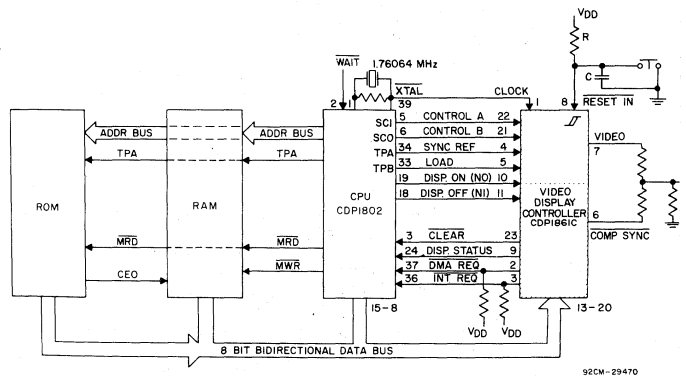 VDD
R
WAIT
1.76064 MHz
C
2 1
XTAL
39
CLOCK
1
8
RESET IN
ADDR BUS
ADDR BUS
SCI 5 CONTROL A 22
SCO 6 CONTROL B 21
TPA TPA
TPA 34 SYNC REF 4
TPB 33 LOAD 5
19 DISP. ON (NO) 10
18 DISP. OFF (NI) 11
VIDEO
7
ROM
RAM
CPU
CDP1802
VIDEO
DISPLAY
CONTROLLER
CDP1861C
6
COMP SYNC
MRD MRD
CEO MWR
3 CLEAR 23
24 DISP. STATUS 9
37 DMA REQ 2
36 INT REQ 3
15-8
13-20
VDD VDD
8 BIT BIDIRECTIONAL DATA BUS
92CM-29470